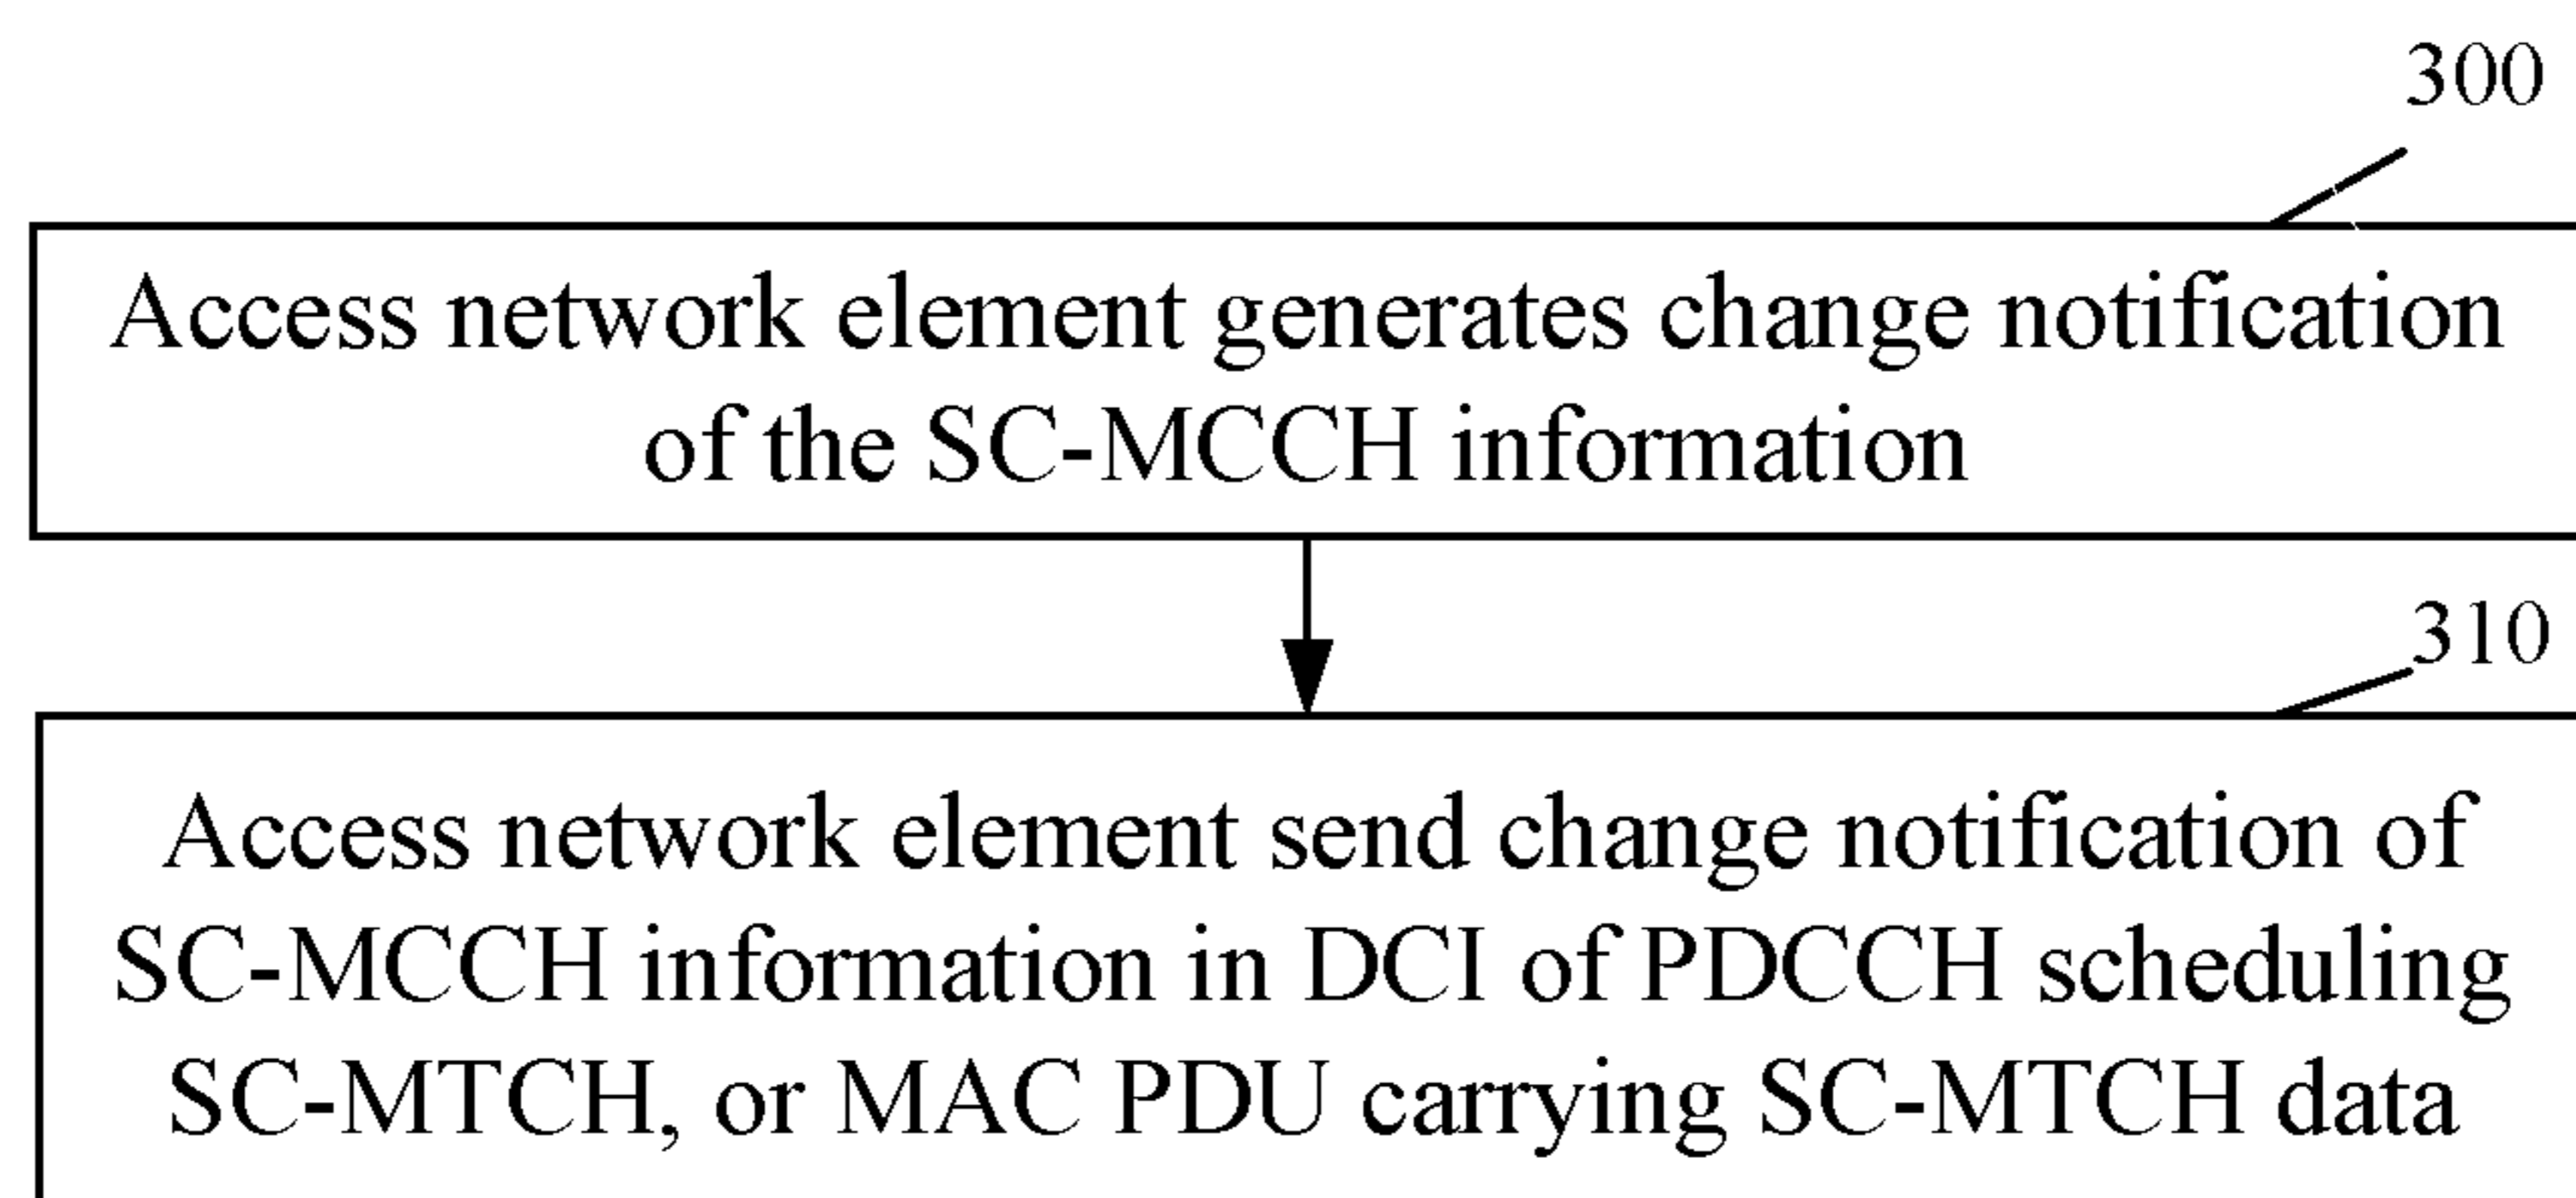 300
Access network element generates change notification
of the SC-MCCH information
310
Access network element send change notification of
SC-MCCH information in DCI of PDCCH scheduling
SC-MTCH, or MAC PDU carrying SC-MTCH data